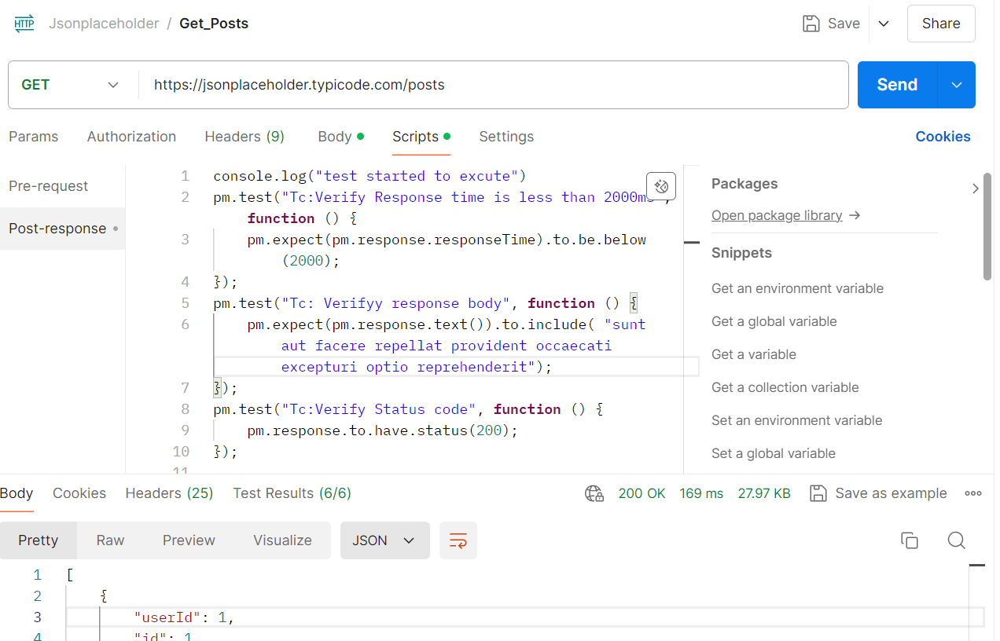 HTTP Jsonplaceholder / Get_Posts Save Share
GET https://jsonplaceholder.typicode.com/posts Send
Params Authorization Headers (9) Body Scripts Settings Cookies
Pre-request
Post-response
1 console.log("test started to excute")
2 pm.test("Tc:Verify Response time is less than 2000ms",
function () {
3 pm.expect(pm.response.responseTime).to.be.below
(2000);
4 });
5 pm.test("Tc: Verifyy response body", function () {
6 pm.expect(pm.response.text()).to.include( "sunt
aut facere repellat provident occaecati
excepturi optio reprehenderit");
7 });
8 pm.test("Tc:Verify Status code", function () {
9 pm.response.to.have.status(200);
10 });
11
Packages
Open package library →
Snippets
Get an environment variable
Get a global variable
Get a variable
Get a collection variable
Set an environment variable
Set a global variable
Body Cookies Headers (25) Test Results (6/6) 200 OK 169 ms 27.97 KB Save as example
Pretty Raw Preview Visualize JSON
1 [
2 {
3 "userId": 1,
4 "id": 1